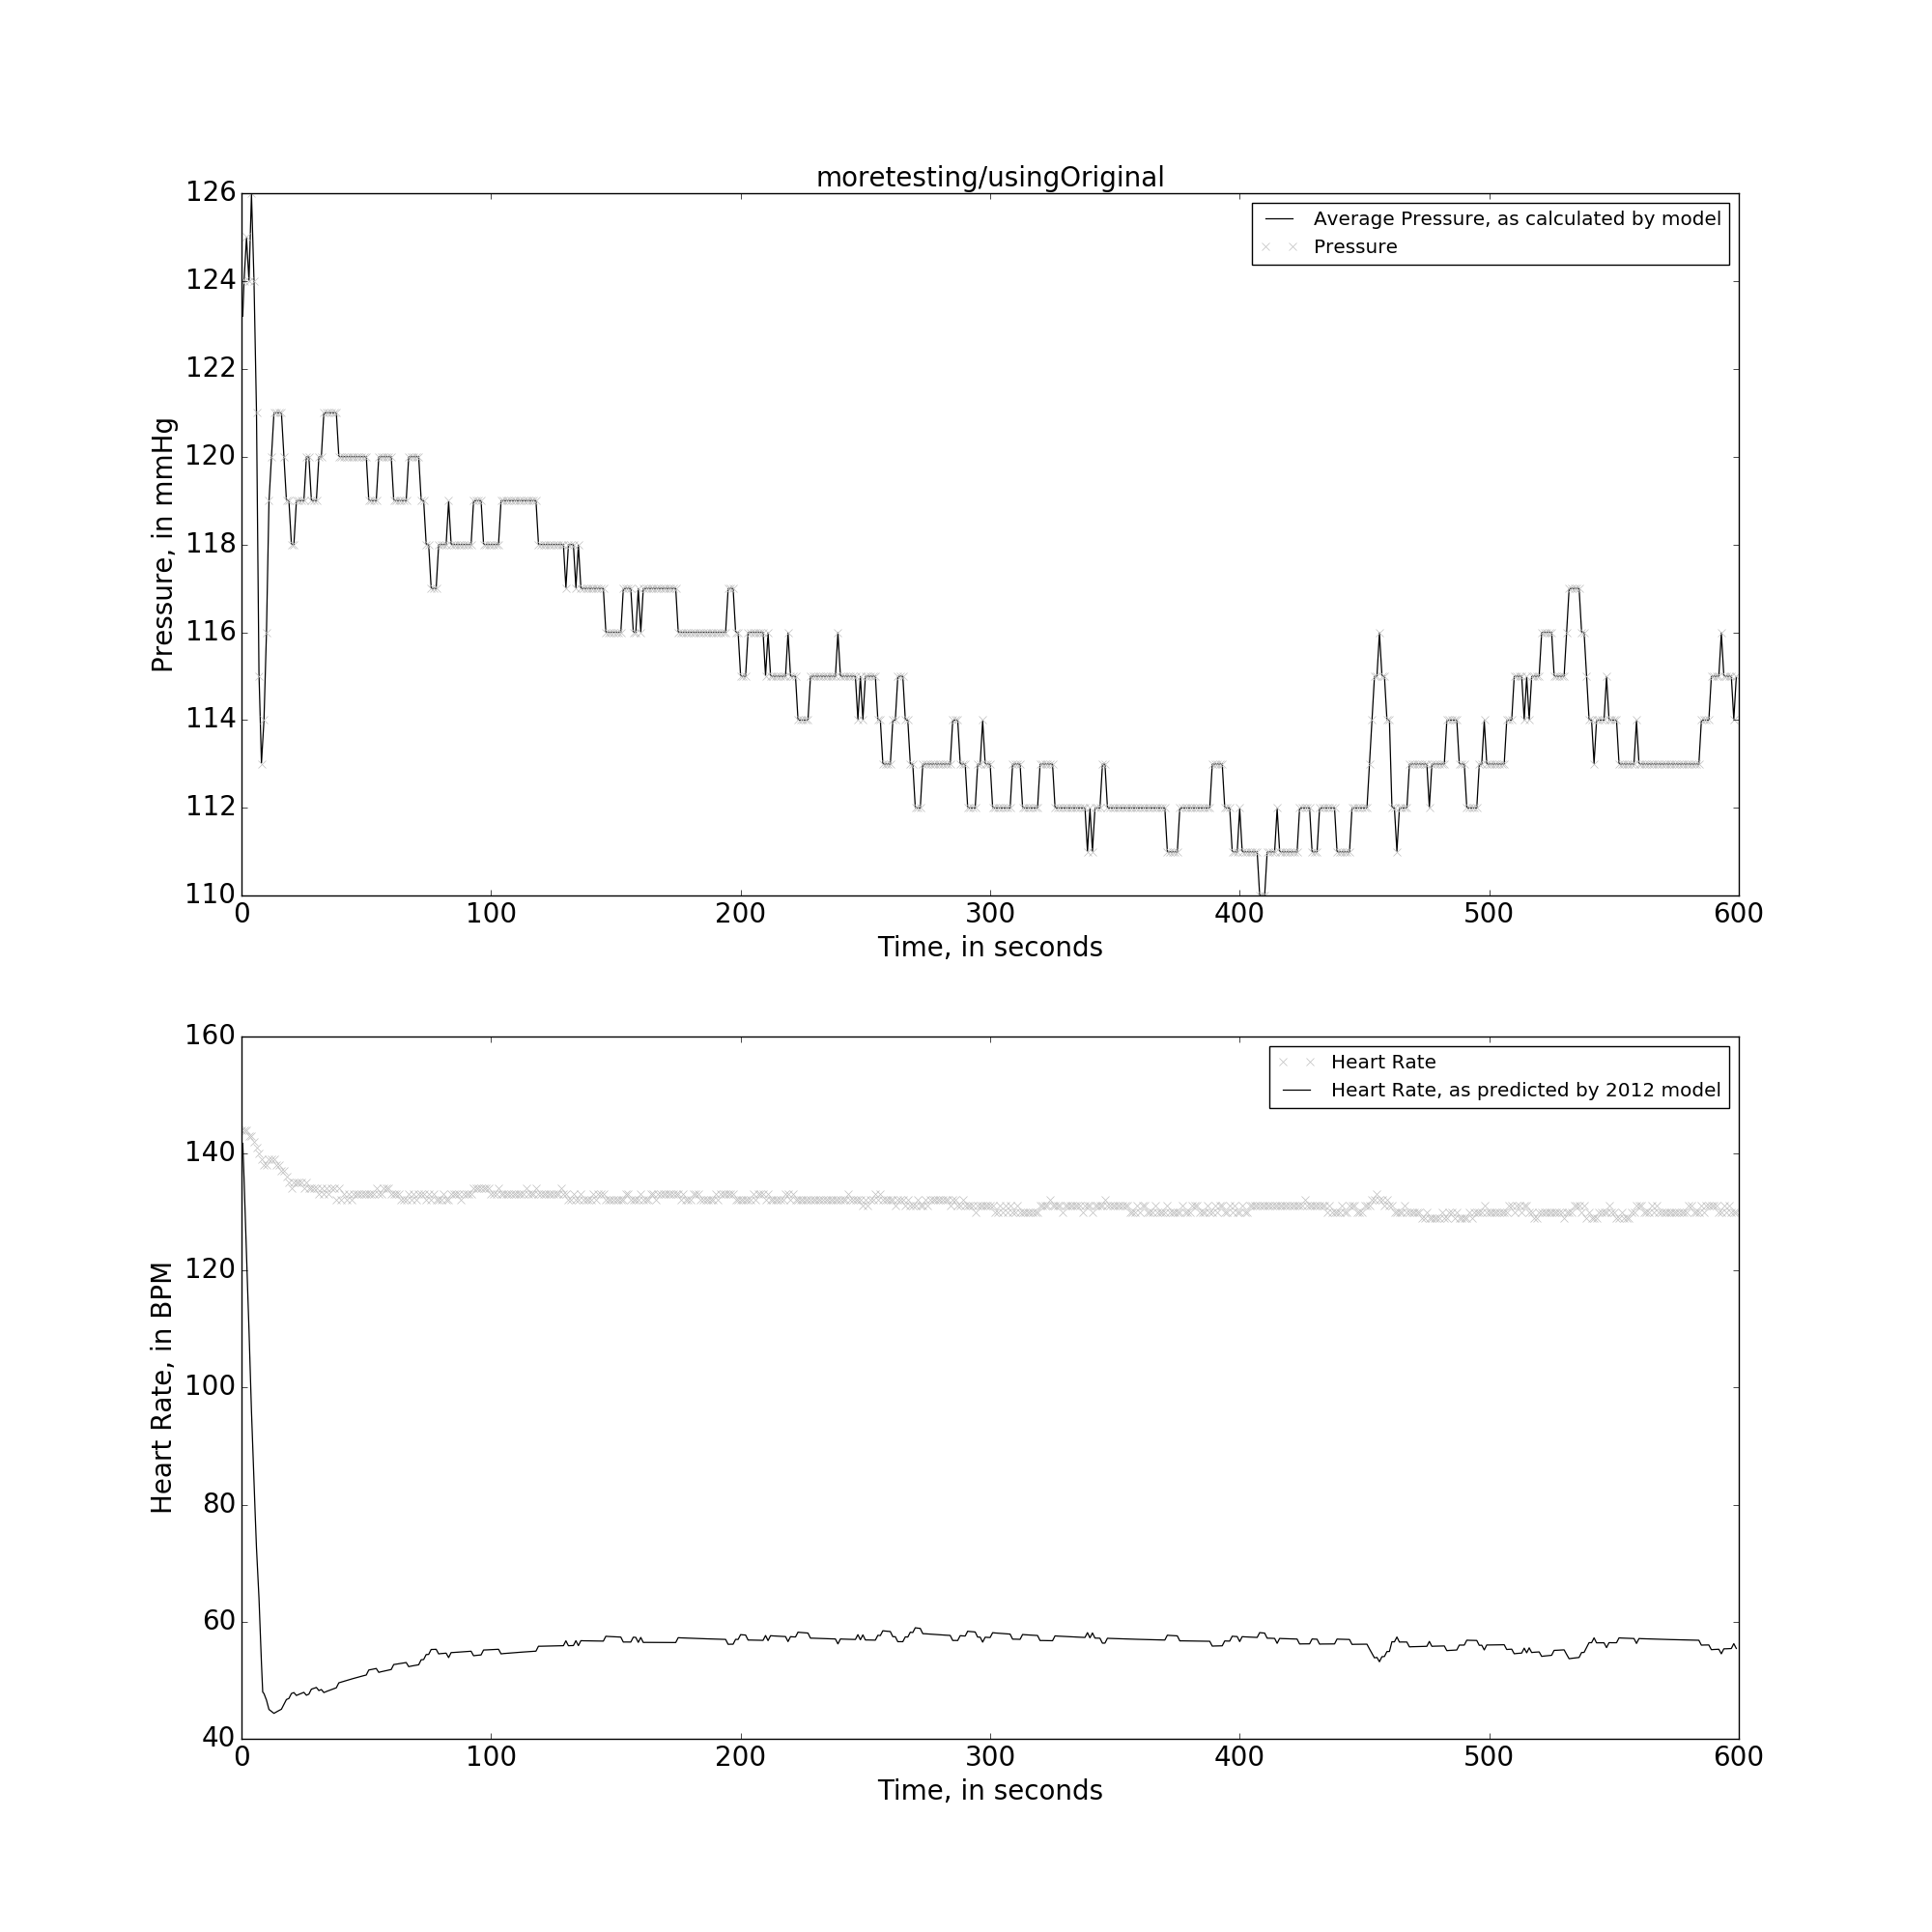 moretesting/usingOriginal
126
124
122
120
118
116
114
112
110
Pressure, in mmHg
Average Pressure, as calculated by model
Pressure
0 100 200 300 400 500 600
Time, in seconds
160
140
120
100
80
60
40
Heart Rate, in BPM
Heart Rate
Heart Rate, as predicted by 2012 model
0 100 200 300 400 500 600
Time, in seconds